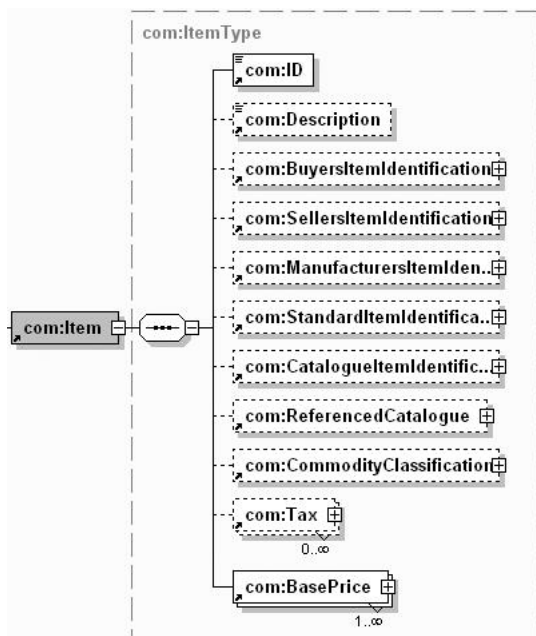 com:ItemType
com:ID
com:Description
com:BuyersItemIdentification
com:SellersItemIdentification
com:ManufacturersItemIden...
com:Item
com:StandardItemIdentifica...
com:CatalogueItemIdentific...
com:ReferencedCatalogue
com:CommodityClassification
com:Tax
0..∞
com:BasePrice
1..∞